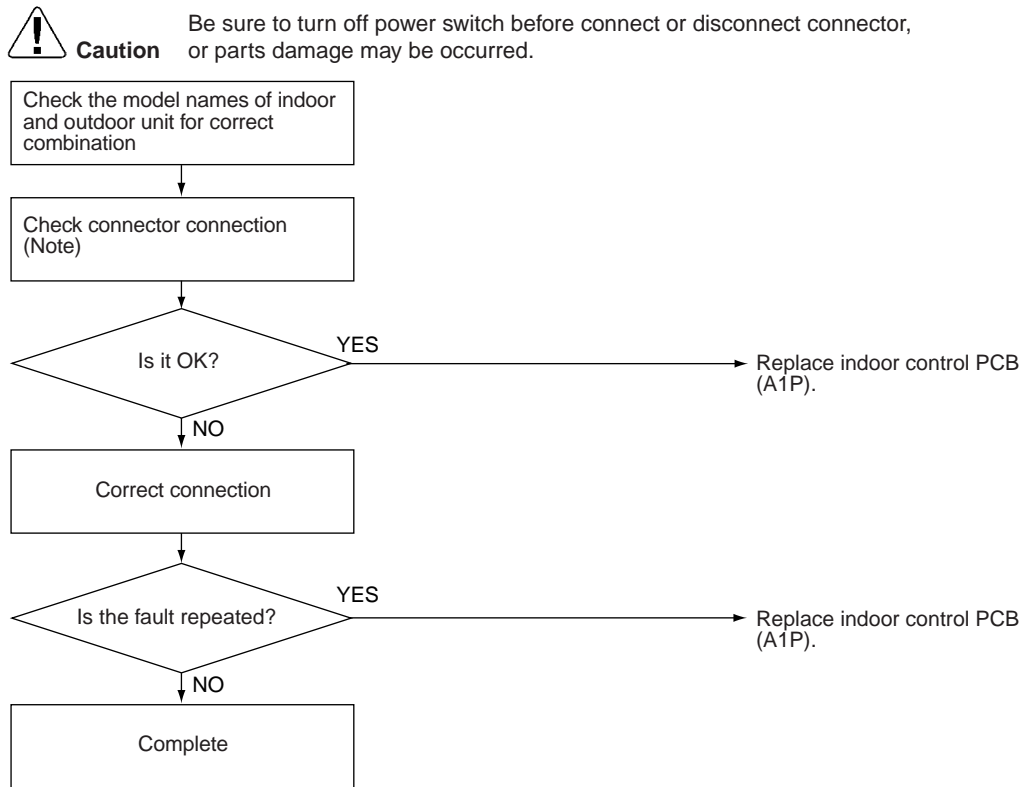 Be sure to turn off power switch before connect or disconnect connector,
Caution or parts damage may be occurred.
Check the model names of indoor
and outdoor unit for correct
combination
Check connector connection
(Note)
Is it OK?
YES
Replace indoor control PCB
(A1P).
NO
Correct connection
Is the fault repeated?
YES
Replace indoor control PCB
(A1P).
NO
Complete